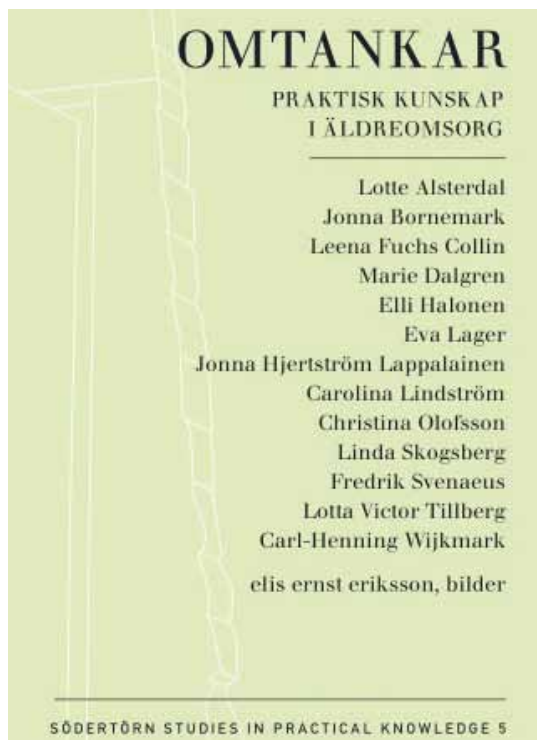 OMTANKAR
PRAKTISK KUNSKAP
I ÄLDREOMSORG
Lotte Alsterdal
Jonna Bornemark
Leena Fuchs Collin
Marie Dalgren
Elli Halonen
Eva Lager
Jonna Hjertström Lappalainen
Carolina Lindström
Christina Olofsson
Linda Skogsberg
Fredrik Svenaeus
Lotta Victor Tillberg
Carl-Henning Wijkmark
elis ernst eriksson, bilder
SÖDERTÖRN STUDIES IN PRACTICAL KNOWLEDGE 5